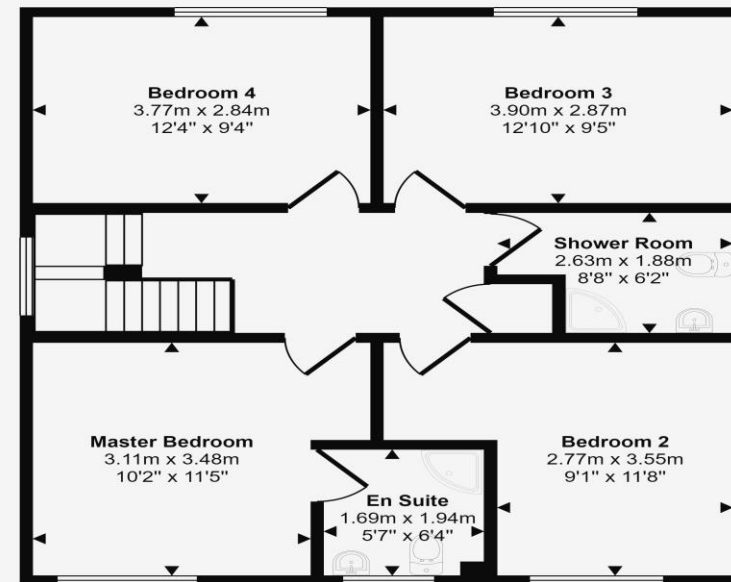 Bedroom 4
3.77m x 2.84m
12'4" x 9'4"
Bedroom 3
3.90m x 2.87m
12'10" x 9'5"
Shower Room
2.63m x 1.88m
8'8" x 6'2"
Master Bedroom
3.11m x 3.48m
10'2" x 11'5"
En Suite
1.69m x 1.94m
5'7" x 6'4"
Bedroom 2
2.77m x 3.55m
9'1" x 11'8"